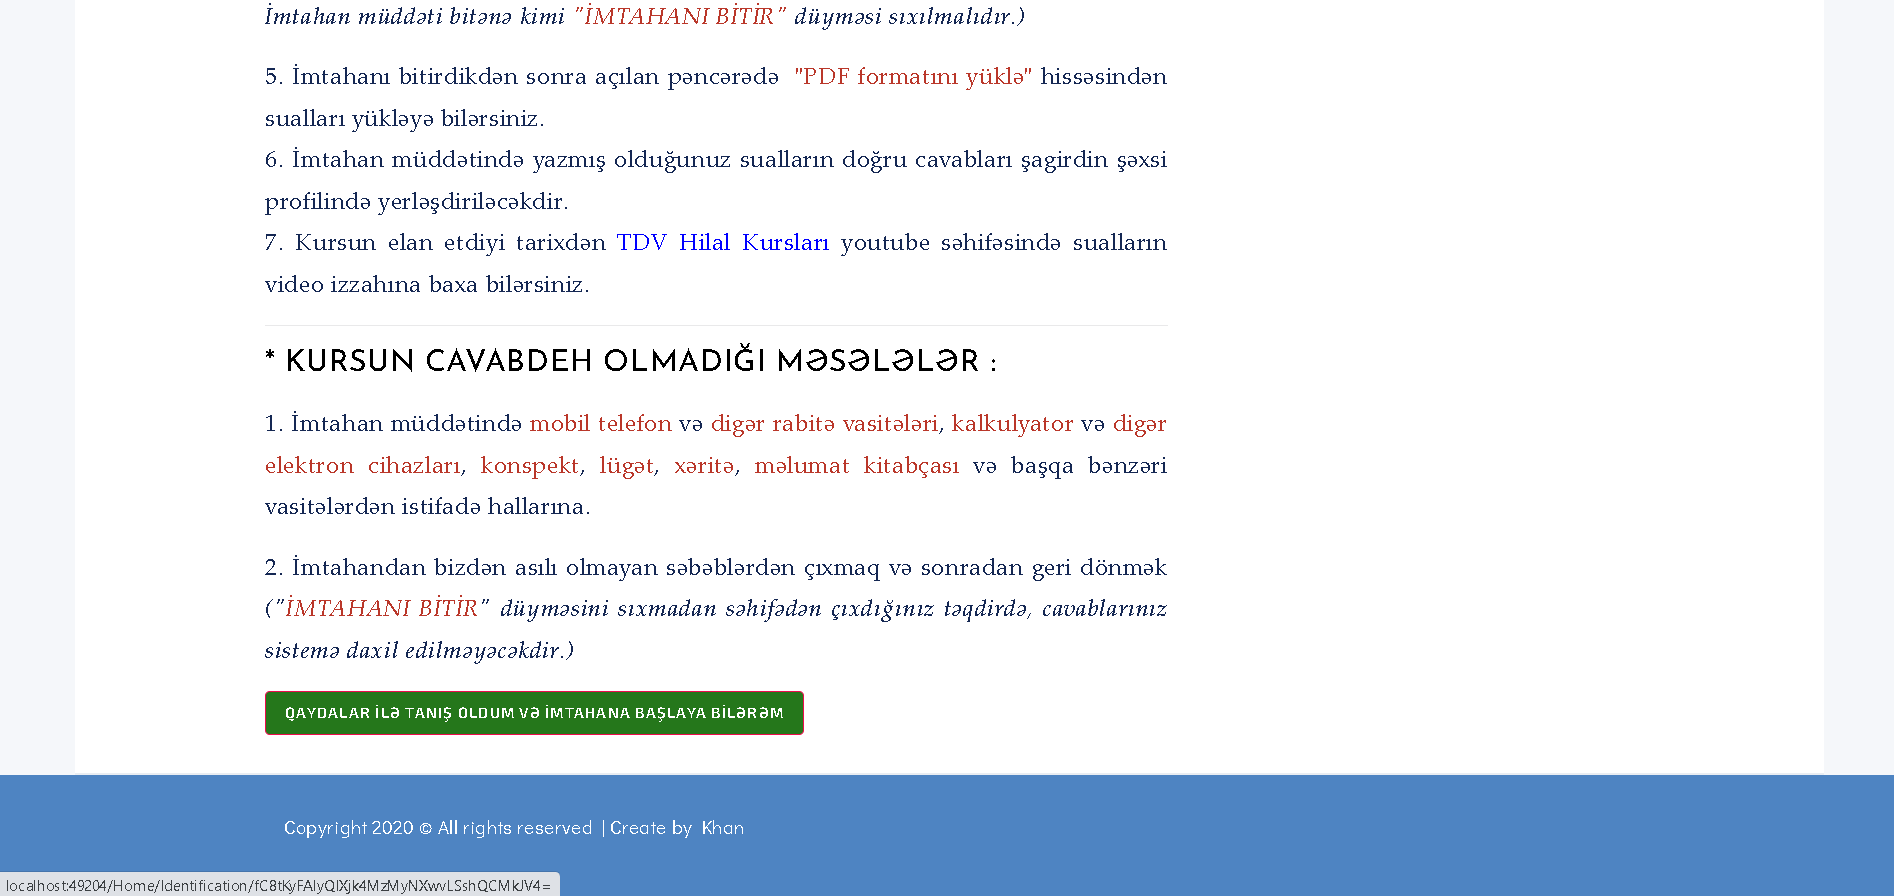 İmtahan müddəti bitənə kimi "İMTAHANI BİTİR" düyməsi sıxılmalıdır.)
5. İmtahanı bitirdikdən sonra açılan pəncərədə "PDF formatını yüklə" hissəsindən
sualları yükləyə bilərsiniz.
6. İmtahan müddətində yazmış olduğunuz sualların doğru cavabları şagirdin şəxsi
profilində yerləşdiriləcəkdir.
7. Kursun elan etdiyi tarixdən TDV Hilal Kursları youtube səhifəsində sualların
video izzahına baxa bilərsiniz.
* KURSUN CAVABDEH OLMADIĞI MƏSƏLƏLƏR :
1. İmtahan müddətində mobil telefon və digər rabitə vasitələri, kalkulyator və digər
elektron cihazları, konspekt, lügət, xəritə, məlumat kitabçası və başqa bənzəri
vasitələrdən istifadə hallarına.
2. İmtahandan bizdən asılı olmayan səbəblərdən çıxmaq və sonradan geri dönmək
("İMTAHANI BİTİR" düyməsini sıxmadan səhifədən çıxdığınız təqdirdə, cavablarınız
sistemə daxil edilməyəcəkdir.)
QAYDALAR İLƏ TANIŞ OLDUM VƏ İMTAHANA BAŞLAYA BİLƏRƏM
Copyright 2020 © All rights reserved | Create by Khan
localhost:49204/Home/Identification/fC8tKyFAIyQlXjk4MzMyNXwvLSshQCMkJV4=